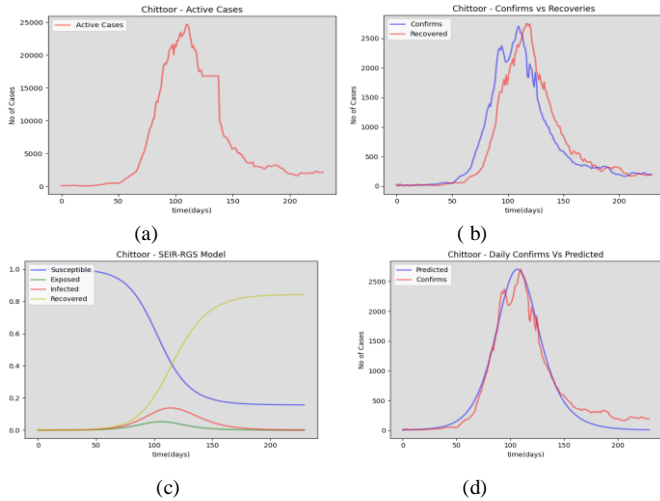 Chittoor - Active Cases
Active Cases
No of Cases
25000
20000
15000
10000
5000
0
0
50
100
150
200
time(days)
(a)
Chittoor - Confirms vs Recoveries
Confirms
Recovered
No of Cases
2500
2000
1500
1000
500
0
0
50
100
150
200
time(days)
( b)
Chittoor - SEIR-RGS Model
Susceptible
Exposed
Infected
Recovered
1.0
0.8
0.6
0.4
0.2
0.0
0
50
100
150
200
time(days)
(c)
Chittoor - Daily Confirms Vs Predicted
Predicted
Confirms
No of Cases
2500
2000
1500
1000
500
0
0
50
100
150
200
time(days)
(d)